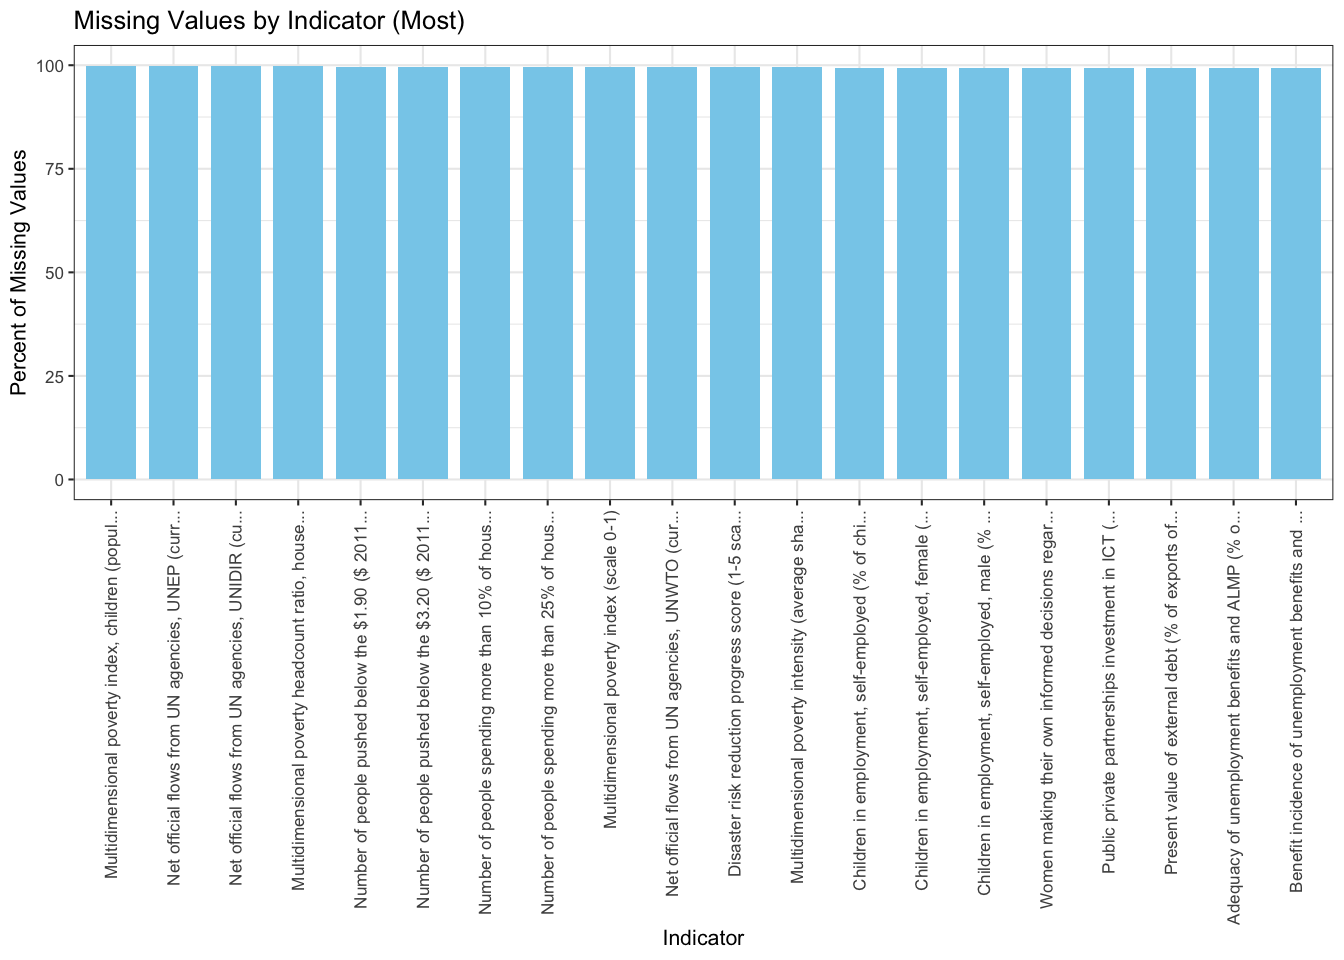 Missing Values by Indicator (Most)
Percent of Missing Values
100
75
50
25
0
Multidimensional poverty index, children (popul...
Net official flows from UN agencies, UNEP (curr...
Net official flows from UN agencies, UNIDIR (cu...
Multidimensional poverty headcount ratio, house...
Number of people pushed below the $1.90 ($ 2011...
Number of people pushed below the $3.20 ($ 2011...
Number of people spending more than 10% of hous...
Number of people spending more than 25% of hous...
Multidimensional poverty index (scale 0-1)
Net official flows from UN agencies, UNWTO (cur...
Disaster risk reduction progress score (1-5 sca...
Multidimensional poverty intensity (average sha...
Children in employment, self-employed (% of chi...
Children in employment, self-employed, female (...
Children in employment, self-employed, male (% ...
Women making their own informed decisions regar...
Public private partnerships investment in ICT (...
Present value of external debt (% of exports of...
Adequacy of unemployment benefits and ALMP (% o...
Benefit incidence of unemployment benefits and ...
Indicator